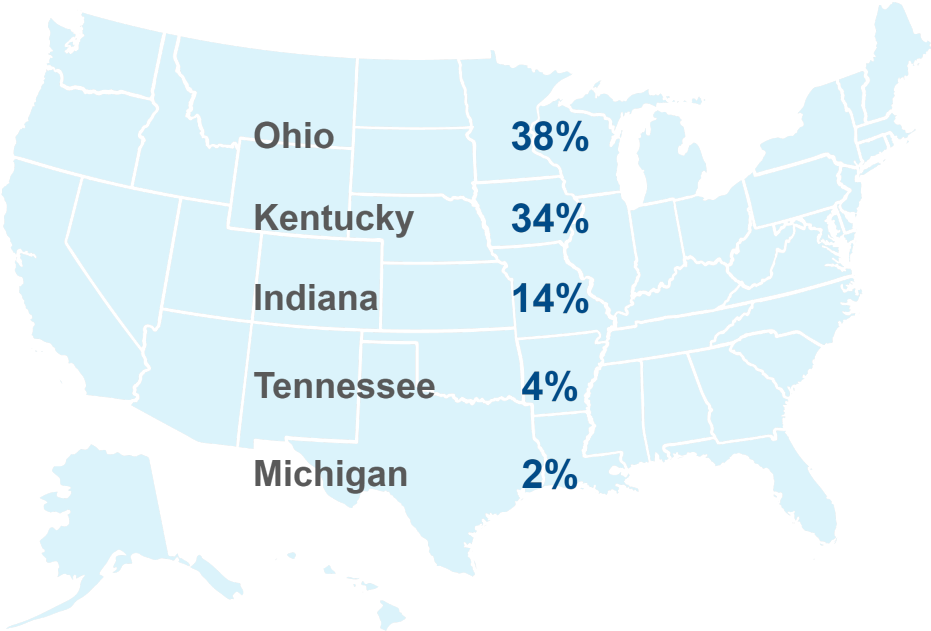 Ohio 38%
Kentucky 34%
Indiana 14%
Tennessee 4%
Michigan 2%